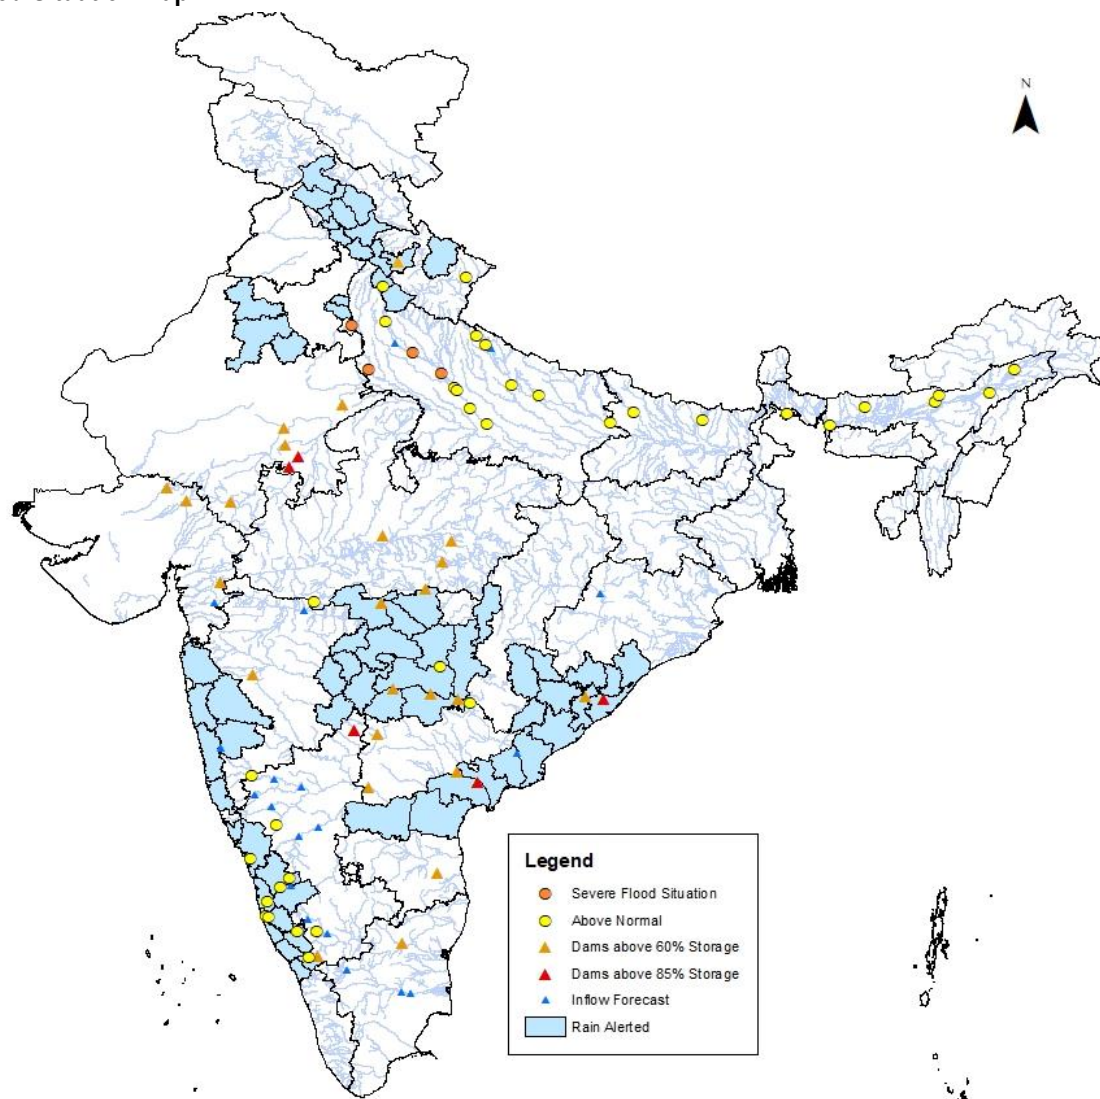 N
Legend
Severe Flood Situation
Above Normal
Dams above 60% Storage
Dams above 85% Storage
Inflow Forecast
Rain Alerted